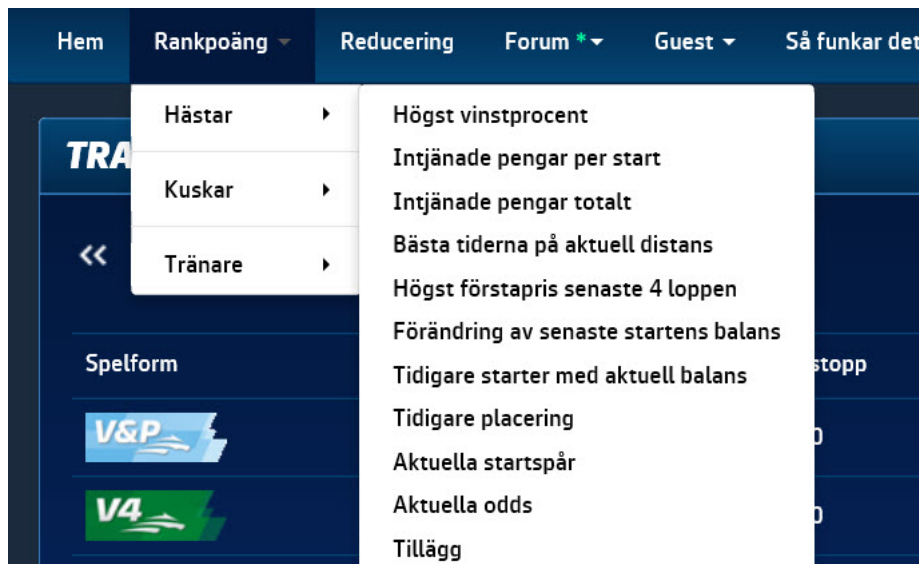 Hem Rankpoäng Reducering Forum * Guest Så funkar det
Hästar
Kuskar
Tränare
Högst vinstprocent
Intjänade pengar per start
Intjänade pengar totalt
Bästa tiderna på aktuell distans
Högst förstapris senaste 4 loppen
Förändring av senaste startens balans
Tidigare starter med aktuell balans
Tidigare placering
Aktuella startspår
Aktuella odds
Tillägg
TRA
<<
Spelform stopp
V&P 0
V4 0